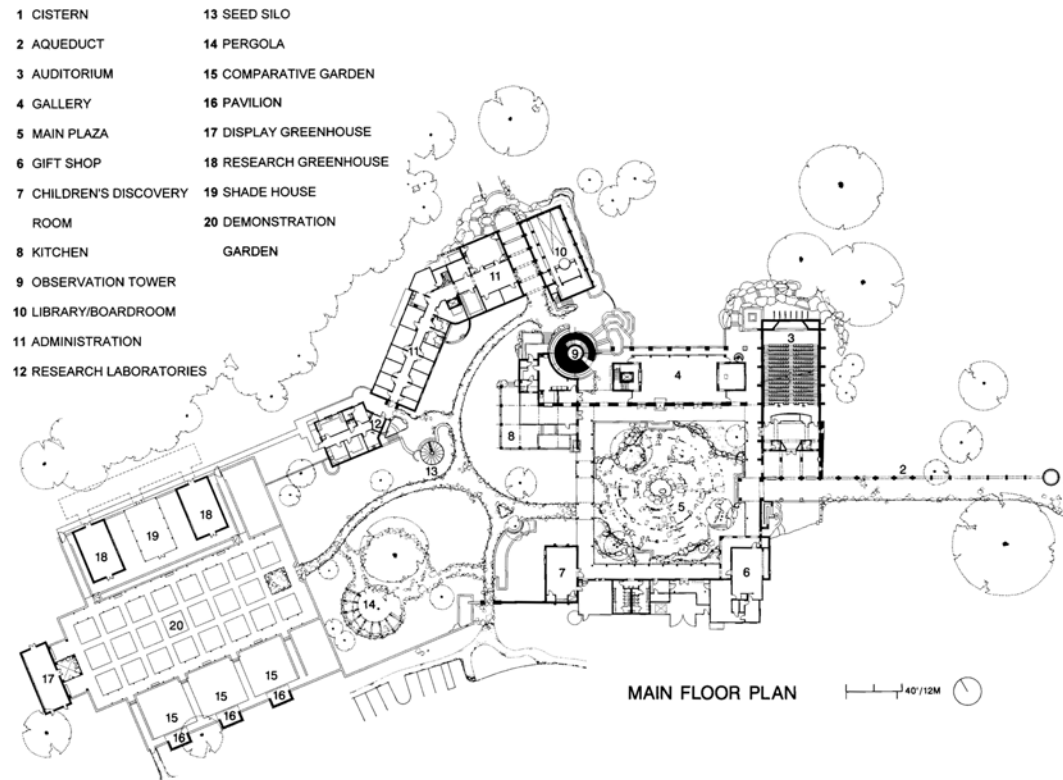 1 CISTERN
2 AQUEDUCT
3 AUDITORIUM
4 GALLERY
5 MAIN PLAZA
6 GIFT SHOP
7 CHILDREN'S DISCOVERY
ROOM
8 KITCHEN
9 OBSERVATION TOWER
10 LIBRARY/BOARDROOM
11 ADMINISTRATION
12 RESEARCH LABORATORIES
13 SEED SILO
14 PERGOLA
15 COMPARATIVE GARDEN
16 PAVILION
17 DISPLAY GREENHOUSE
18 RESEARCH GREENHOUSE
19 SHADE HOUSE
20 DEMONSTRATION
GARDEN
10
11
11
9
3
4
12
8
13
2
5
18
19
18
7
6
14
20
17
15
15
15
16
16
16
MAIN FLOOR PLAN
40'/12M